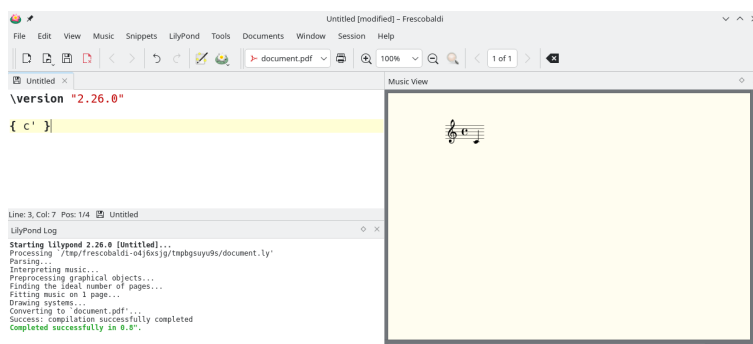 Untitled [modified] – Frescobaldi
File Edit View Music Snippets LilyPond Tools Documents Window Session Help
document.pdf 100% 1 of 1
Untitled
\version "2.26.0"
{ c' }
Line: 3, Col: 7 Pos: 1/4 Untitled
LilyPond Log
Starting lilypond 2.26.0 [Untitled]...
Processing `/tmp/frescobaldi-o4j6xsjg/tmpbgsuyu9s/document.ly'
Parsing...
Interpreting music...
Preprocessing graphical objects...
Finding the ideal number of pages...
Fitting music on 1 page...
Drawing systems...
Converting to `document.pdf'...
Success: compilation successfully completed
Completed successfully in 0.8".
Music View